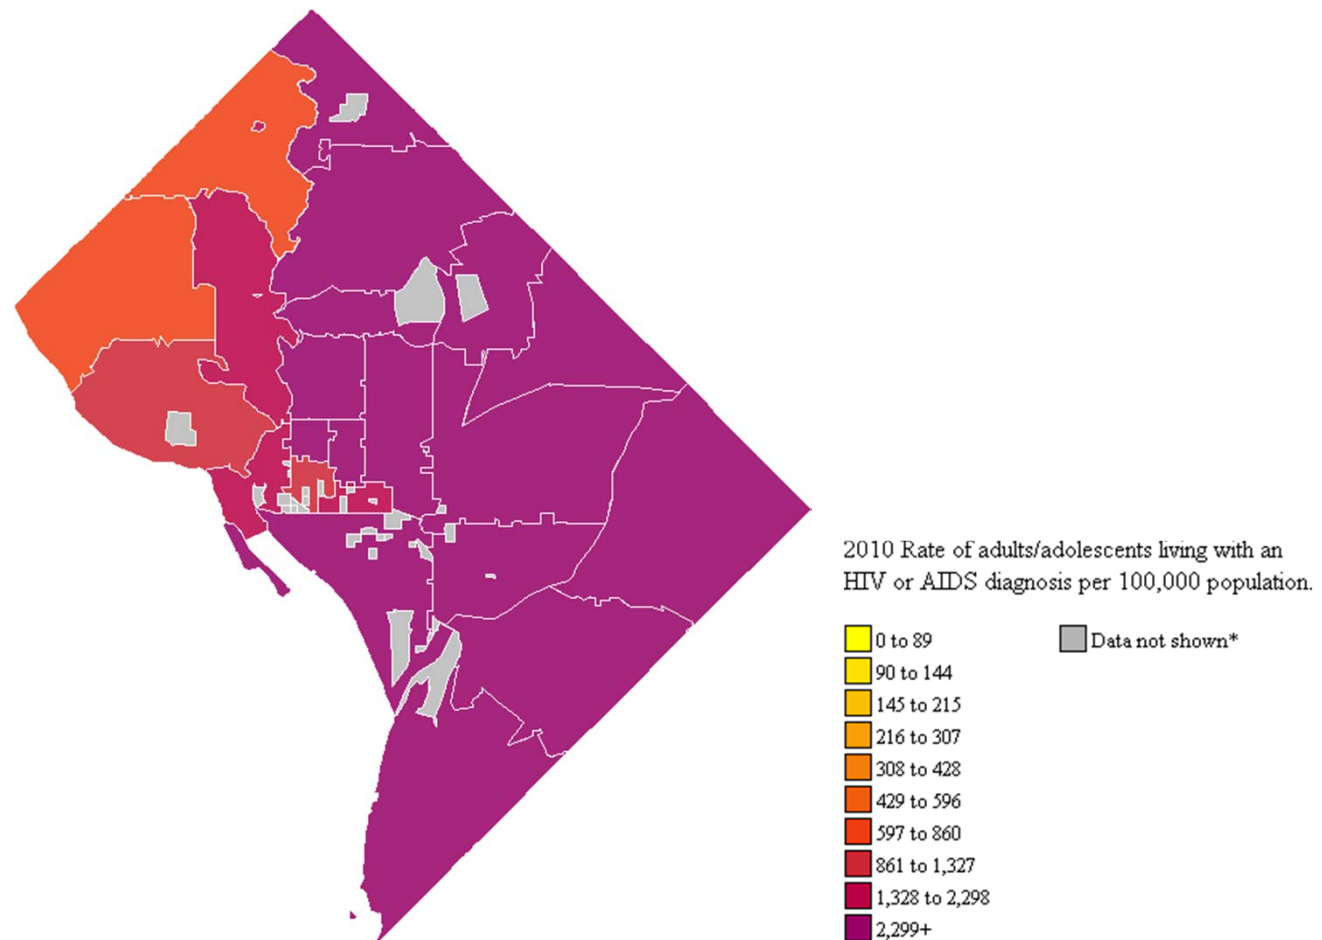 2010 Rate of adults/adolescents living with an
HIV or AIDS diagnosis per 100,000 population.
0 to 89
90 to 144
145 to 215
216 to 307
308 to 428
429 to 596
597 to 860
861 to 1,327
1,328 to 2,298
2,299+
Data not shown*